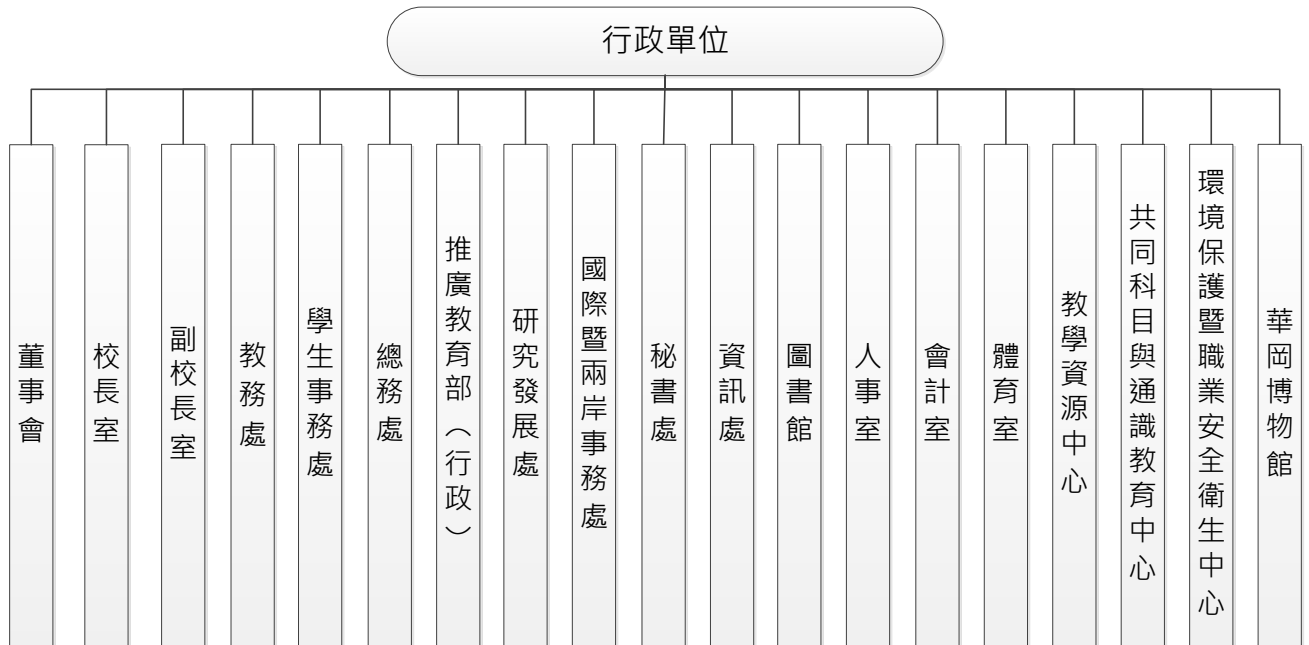 行政單位
董事會
校長室
副校長室
教務處
學生事務處
總務處
推廣教育部（行政）
研究發展處
國際暨兩岸事務處
秘書處
資訊處
圖書館
人事室
會計室
體育室
教學資源中心
共同科目與通識教育中心
環境保護暨職業安全衛生中心
華岡博物館